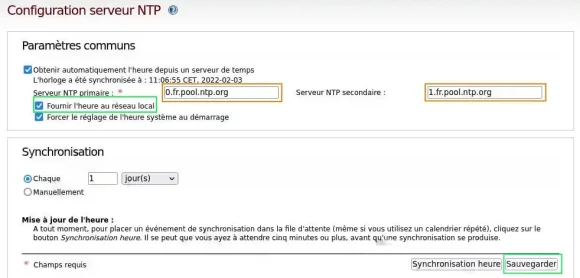 Configuration serveur NTP
Paramètres communs
Obtenir automatiquement l'heure depuis un serveur de temps
L'horloge a été synchronisée à : 11:06:55 CET, 2022-02-03
Serveur NTP primaire : * 0.fr.pool.ntp.org Serveur NTP secondaire : 1.fr.pool.ntp.org
Fournir l'heure au réseau local
Forcer le réglage de l'heure système au démarrage
Synchronisation
Chaque 1 jour(s)
Manuellement
Mise à jour de l'heure :
A tout moment, pour placer un événement de synchronisation dans la file d'attente (même si vous utilisez un calendrier répété), cliquez sur le
bouton Synchronisation heure. Il se peut que vous ayez à attendre cinq minutes ou plus, avant qu'une synchronisation se produise.
* Champs requis Synchronisation heure Sauvegarder